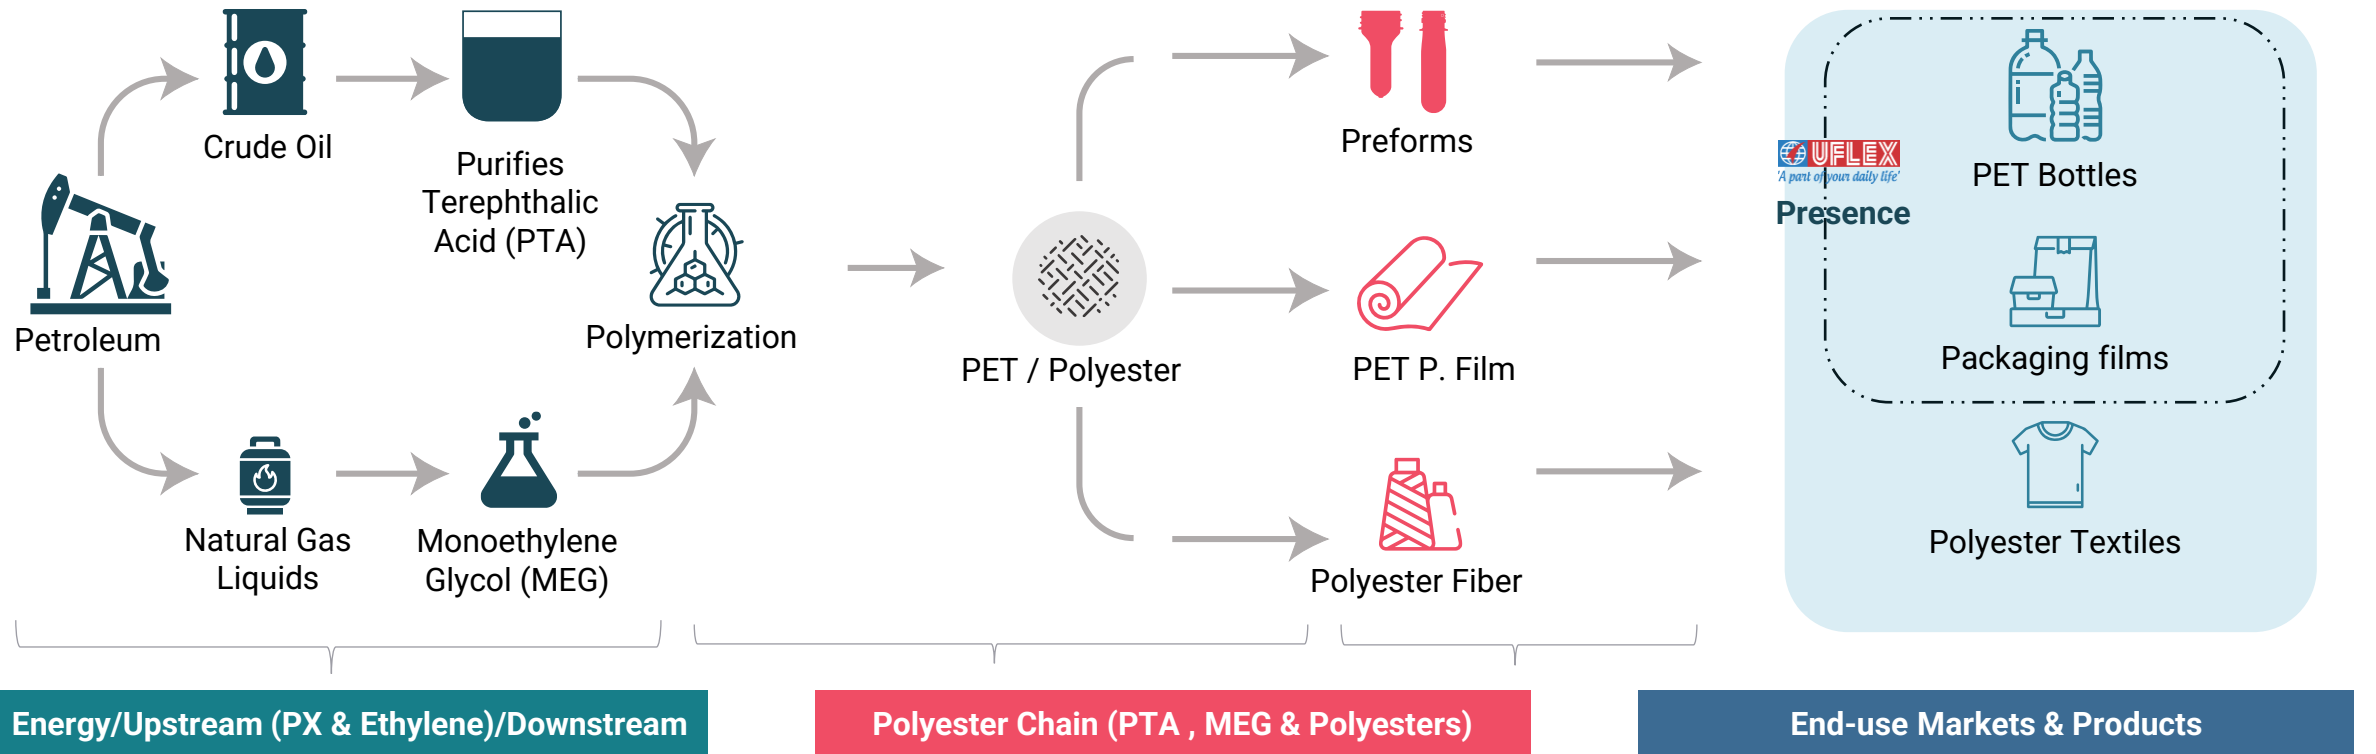 Crude Oil
Purifies
Terephthalic
Acid (PTA)
Petroleum
Polymerization
Natural Gas
Liquids
Monoethylene
Glycol (MEG)
PET / Polyester
Preforms
PET P. Film
Polyester Fiber
UFLEX
'A part of your daily life'
Presence
PET Bottles
Packaging films
Polyester Textiles
Energy/Upstream (PX & Ethylene)/Downstream
Polyester Chain (PTA , MEG & Polyesters)
End-use Markets & Products